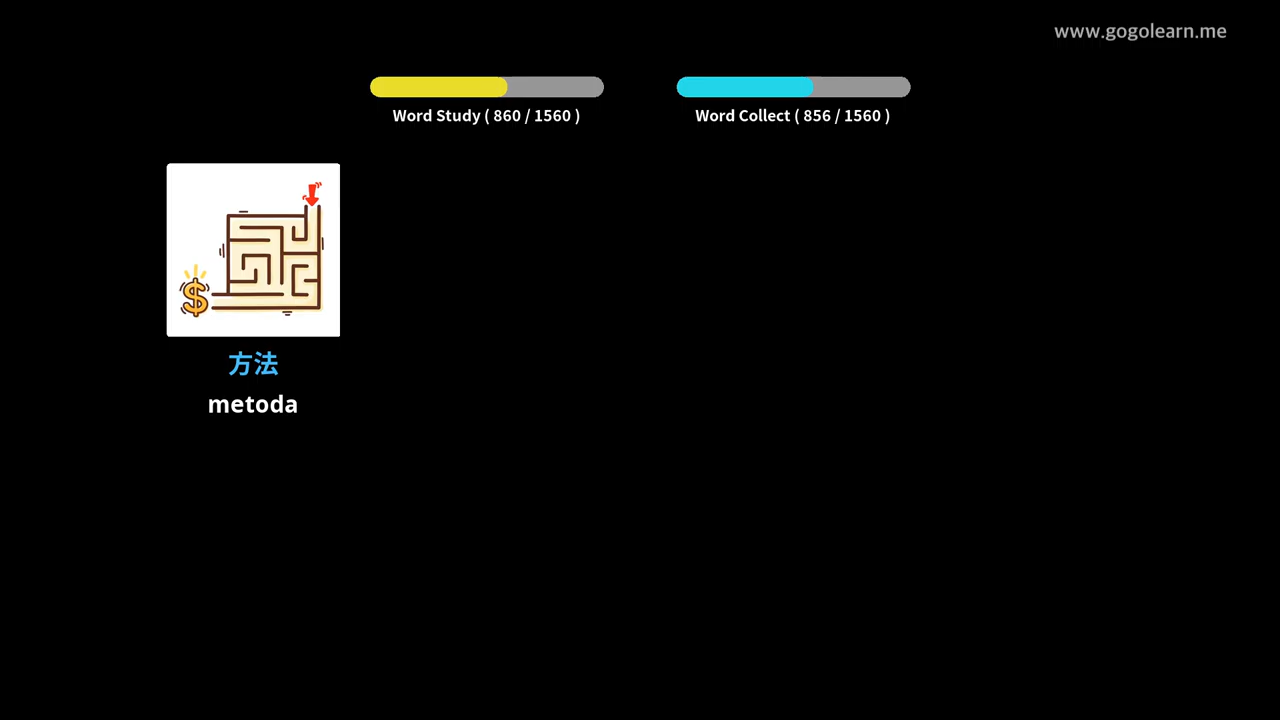 www.gogolearn.me
Word Study ( 860 / 1560 )
Word Collect ( 856 / 1560 )
$
方法
metoda